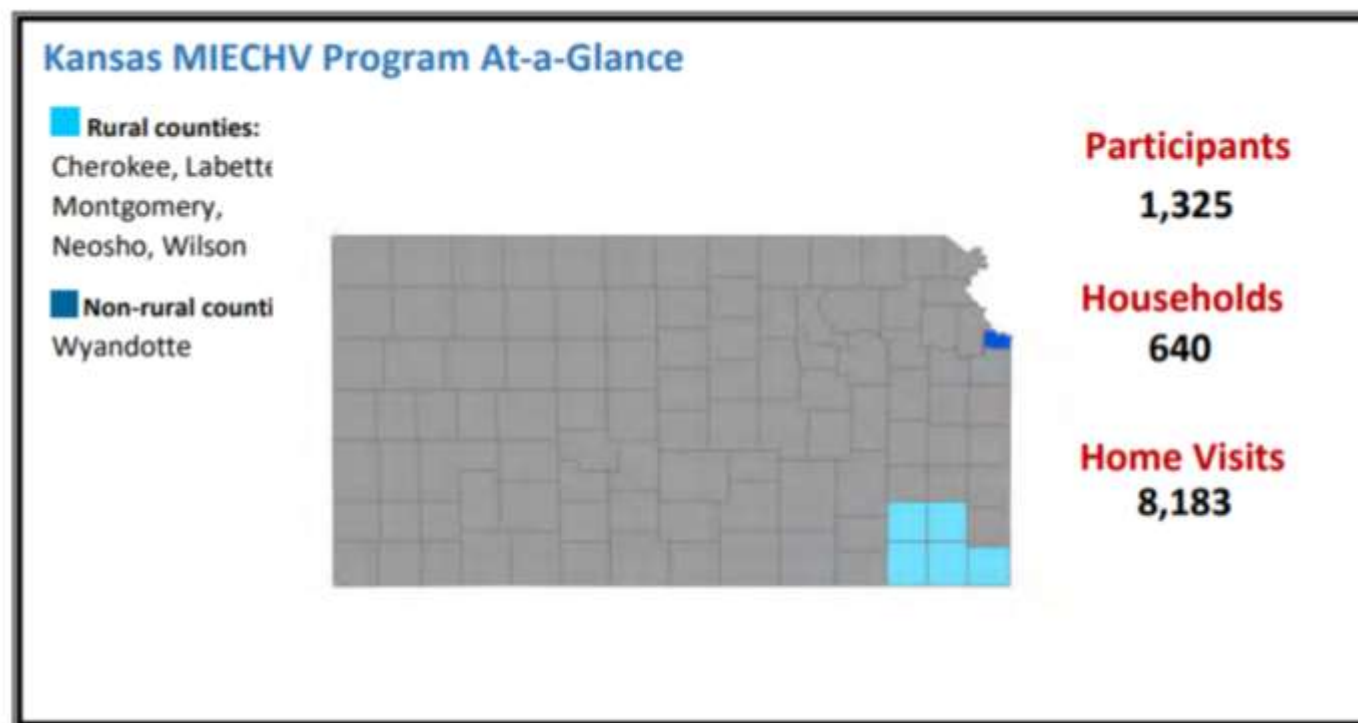 Kansas MIECHV Program At-a-Glance
Rural counties:
Cherokee, Labette
Montgomery,
Neosho, Wilson
Non-rural counti
Wyandotte
Participants
1,325
Households
640
Home Visits
8,183